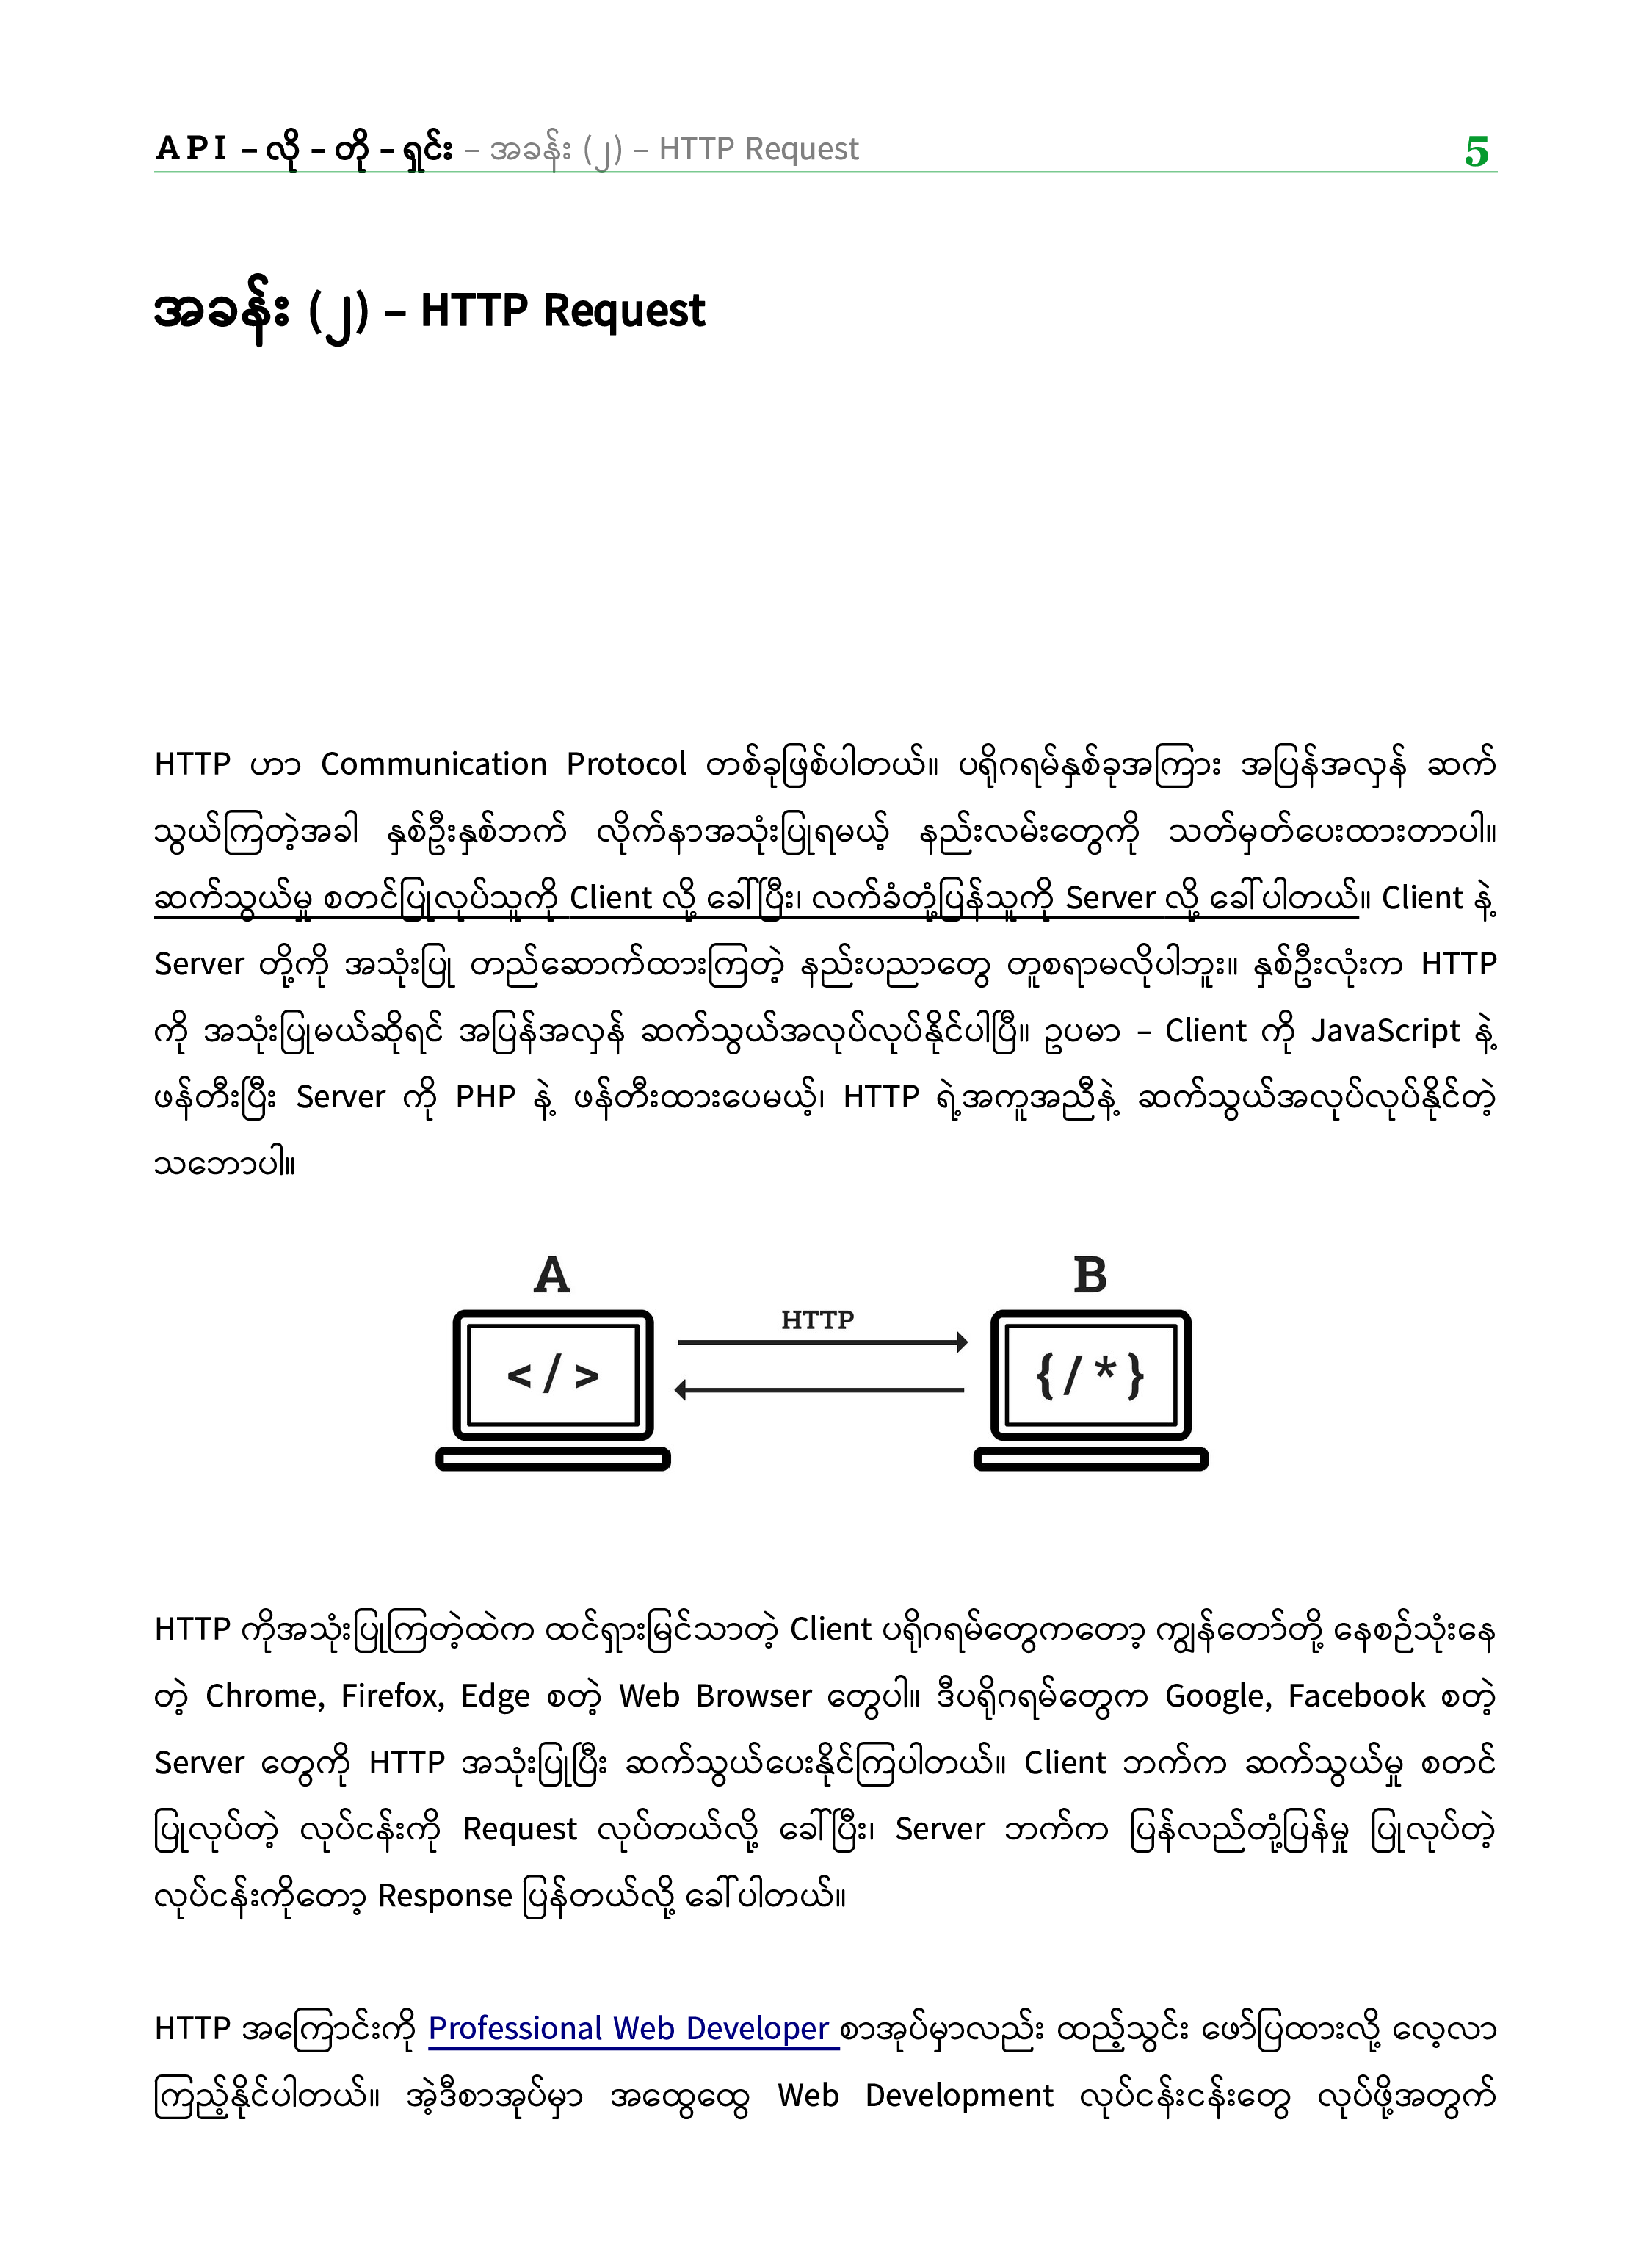 API – လို – တို – ရှင်း – အခန်း (၂) – HTTP Request 5
အခန်း (၂) – HTTP Request
HTTP ဟာ Communication Protocol တစ်ခုဖြစ်ပါတယ်။ ပရိုဂရမ်နှစ်ခုအကြား အပြန်အလှန် ဆက်
သွယ်ကြတဲ့အခါ နှစ်ဦးနှစ်ဘက် လိုက်နာအသုံးပြုရမယ့် နည်းလမ်းတွေကို သတ်မှတ်ပေးထားတာပါ။
ဆက်သွယ်မှု စတင်ပြုလုပ်သူကို Client လို့ ခေါ်ပြီး၊ လက်ခံတုံ့ပြန်သူကို Server လို့ ခေါ်ပါတယ်။ Client နဲ့
Server တို့ကို အသုံးပြု တည်ဆောက်ထားကြတဲ့ နည်းပညာတွေ တူစရာမလိုပါဘူး။ နှစ်ဦးလုံးက HTTP
ကို အသုံးပြုမယ်ဆိုရင် အပြန်အလှန် ဆက်သွယ်အလုပ်လုပ်နိုင်ပါပြီ။ ဥပမာ – Client ကို JavaScript နဲ့
ဖန်တီးပြီး Server ကို PHP နဲ့ ဖန်တီးထားပေမယ့်၊ HTTP ရဲ့အကူအညီနဲ့ ဆက်သွယ်အလုပ်လုပ်နိုင်တဲ့
သဘောပါ။
A B
HTTP
</> {/*}
HTTP ကိုအသုံးပြုကြတဲ့ထဲက ထင်ရှားမြင်သာတဲ့ Client ပရိုဂရမ်တွေကတော့ ကျွန်တော်တို့ နေစဉ်သုံးနေ
တဲ့ Chrome, Firefox, Edge စတဲ့ Web Browser တွေပါ။ ဒီပရိုဂရမ်တွေက Google, Facebook စတဲ့
Server တွေကို HTTP အသုံးပြုပြီး ဆက်သွယ်ပေးနိုင်ကြပါတယ်။ Client ဘက်က ဆက်သွယ်မှု စတင်
ပြုလုပ်တဲ့ လုပ်ငန်းကို Request လုပ်တယ်လို့ ခေါ်ပြီး၊ Server ဘက်က ပြန်လည်တုံ့ပြန်မှု ပြုလုပ်တဲ့
လုပ်ငန်းကိုတော့ Response ပြန်တယ်လို့ ခေါ်ပါတယ်။
HTTP အကြောင်းကို Professional Web Developer စာအုပ်မှာလည်း ထည့်သွင်း ဖော်ပြထားလို့ လေ့လာ
ကြည့်နိုင်ပါတယ်။ အဲ့ဒီစာအုပ်မှာ အထွေထွေ Web Development လုပ်ငန်းငန်းတွေ လုပ်ဖို့အတွက်